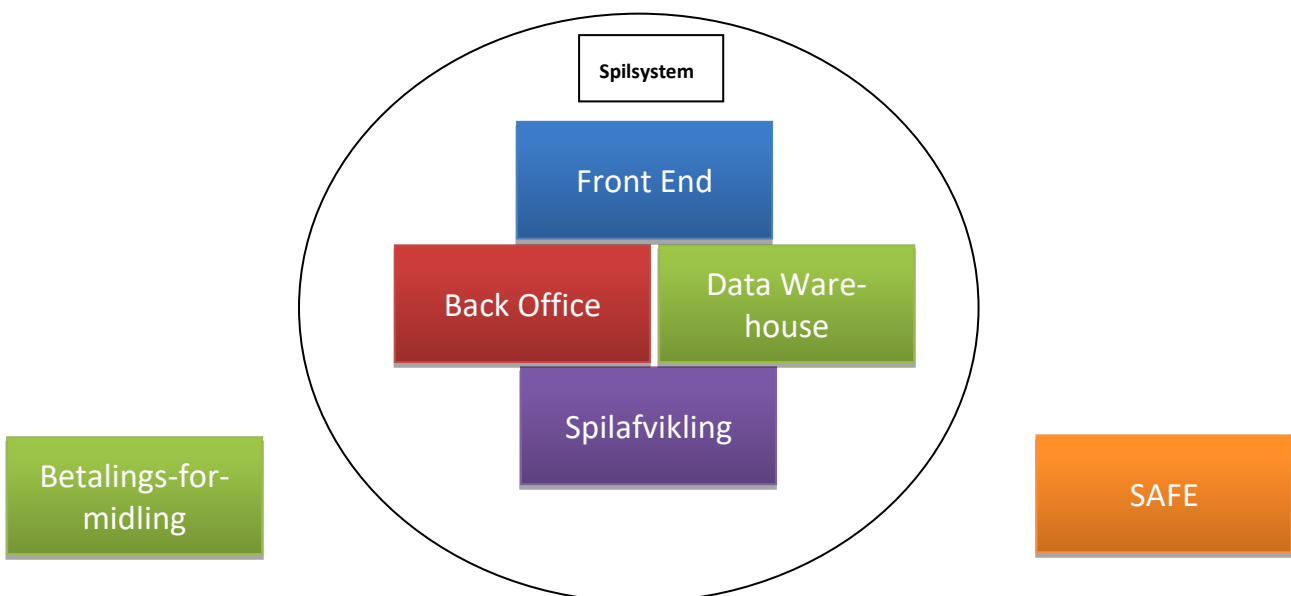 Spilsystem
Front End
Back Office
Data Ware-
house
Spilafvikling
Betalings-for-
midling
SAFE